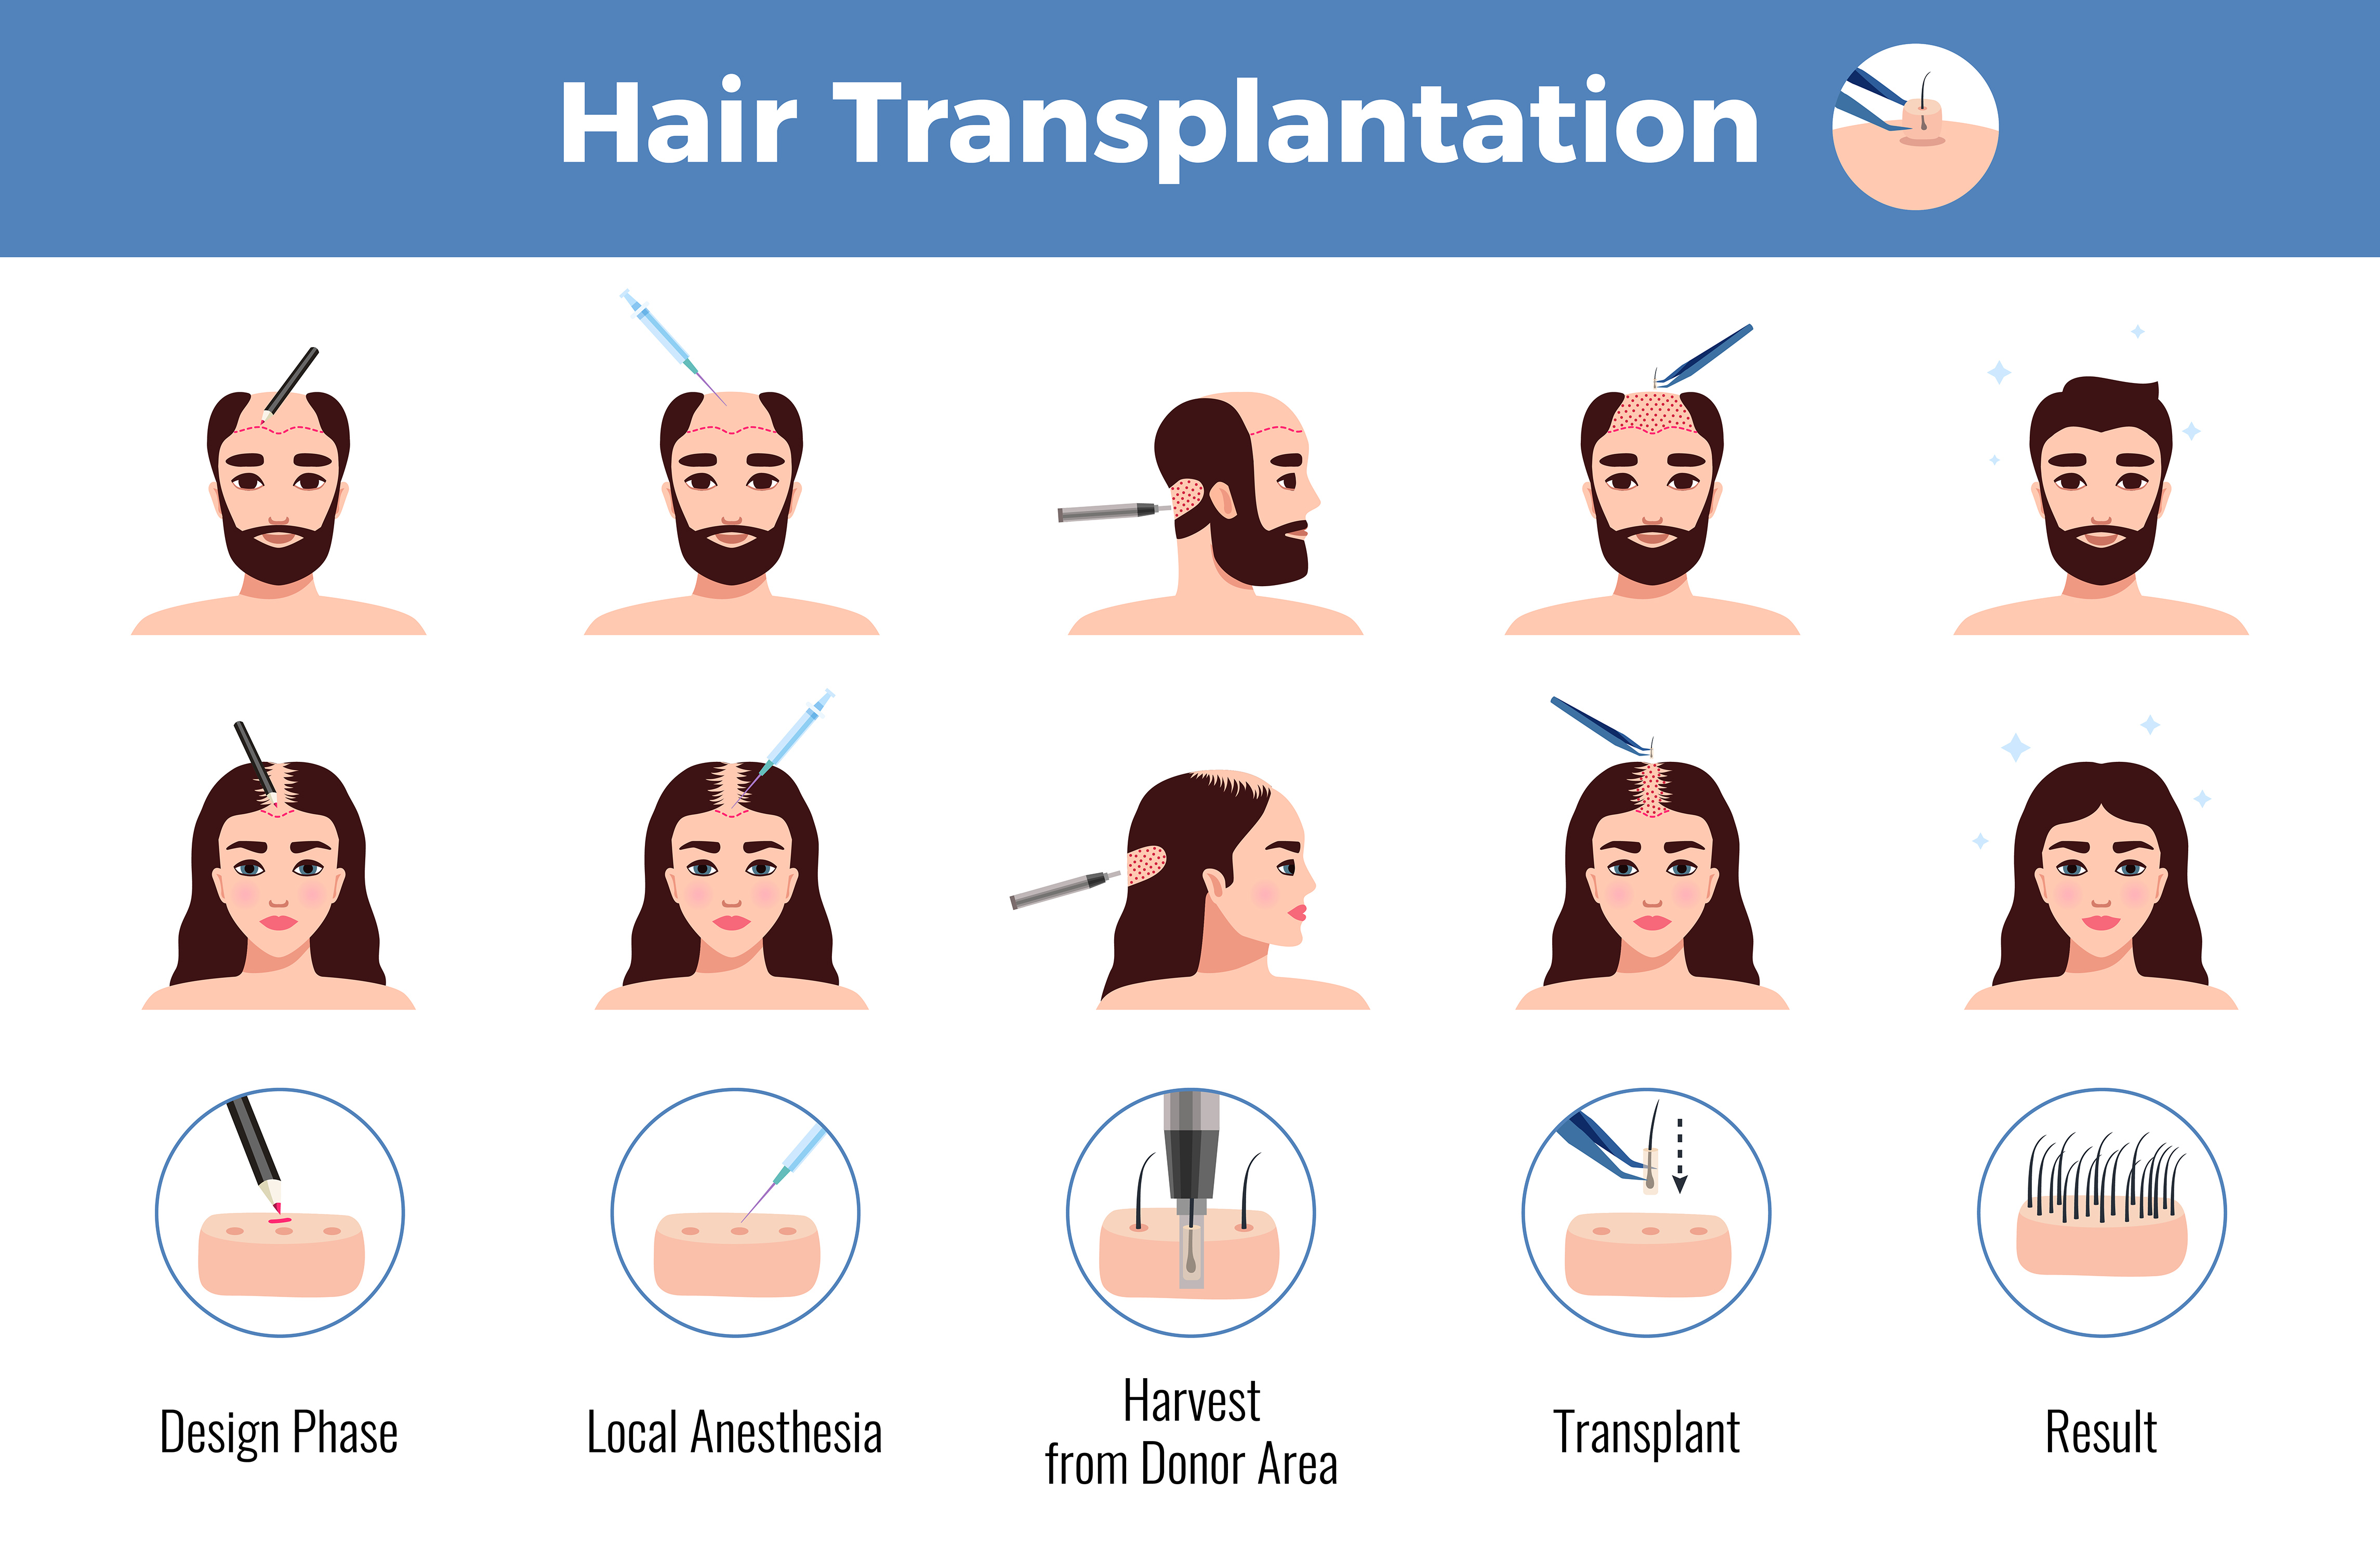 Hair Transplantation
Design Phase
Local Anesthesia
Harvest
from Donor Area
Transplant
Result